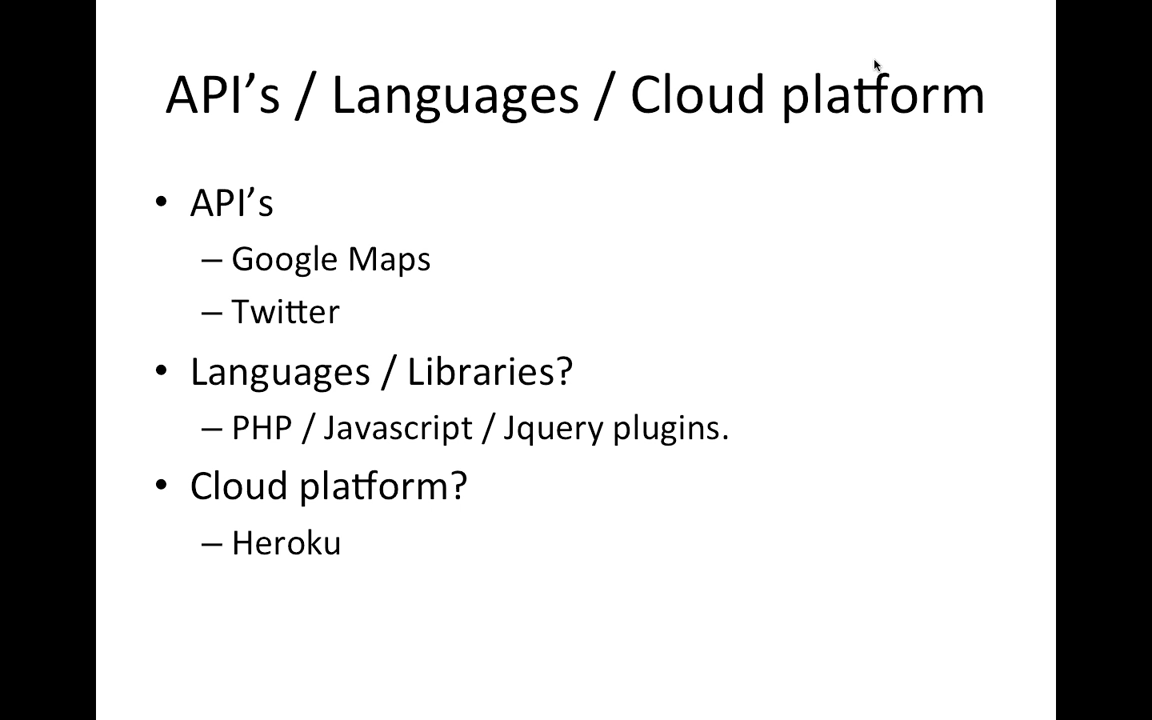 API’s / Languages / Cloud platform
• API’s
– Google Maps
– Twitter
• Languages / Libraries?
– PHP / Javascript / Jquery plugins.
• Cloud platform?
– Heroku